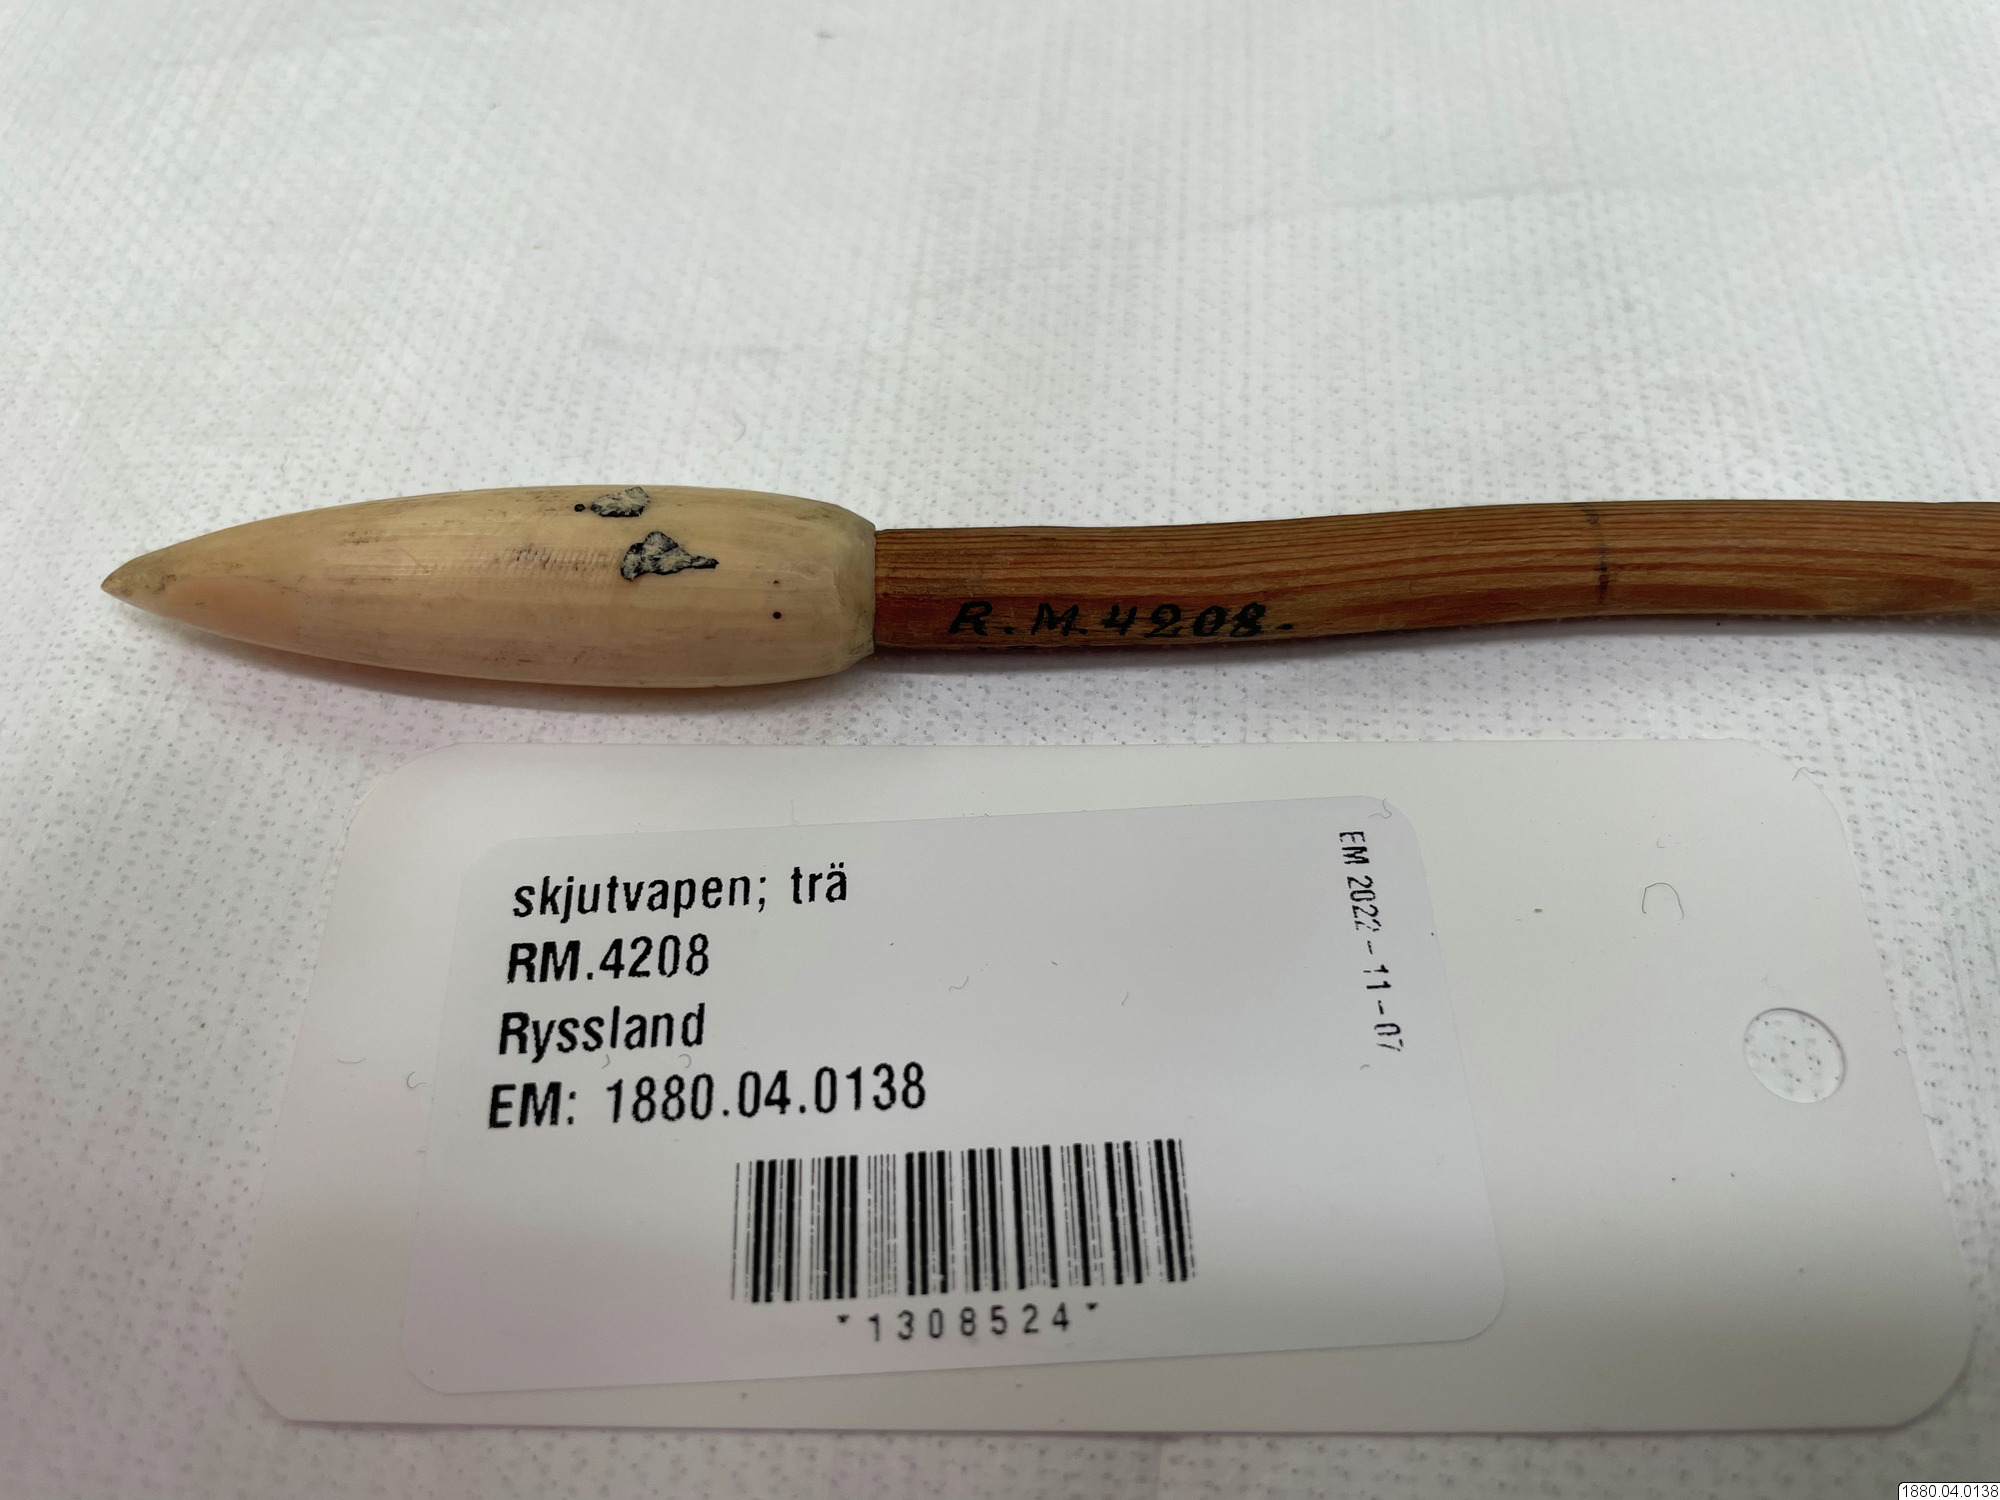 R.M.4208.
skjutvapen; trä
RM.4208
Ryssland
EM: 1880.04.0138
*1308524*
EM 2022-11-07
1880.04.0138